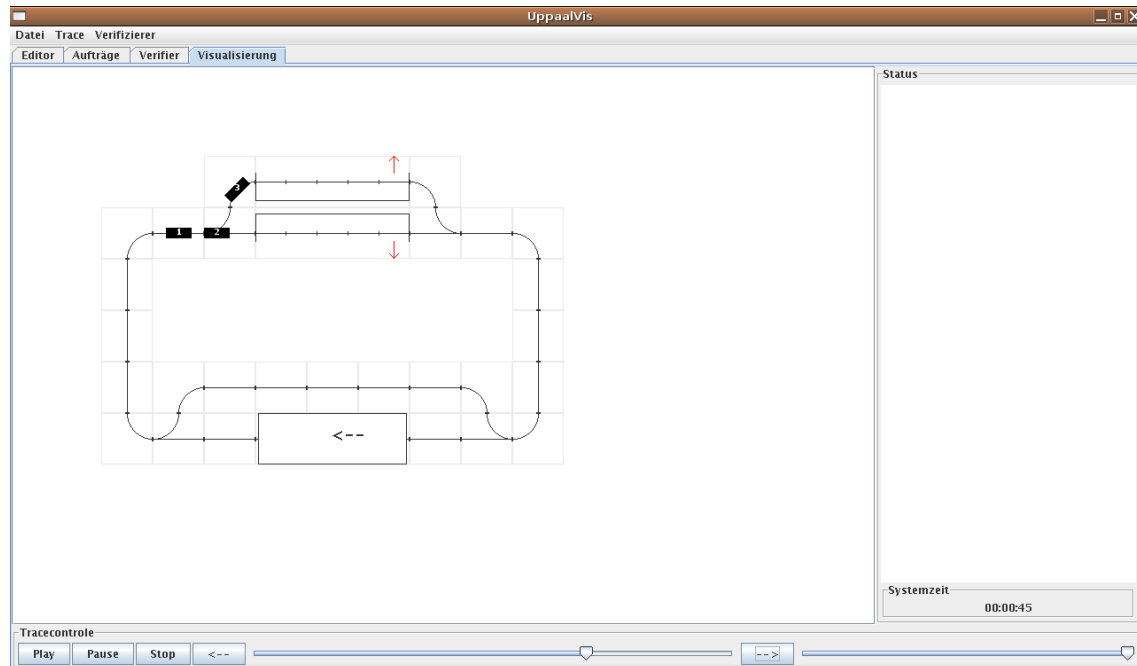 UppaalVis
Datei Trace Verifizierer
Editor Aufträge Verifier Visualisierung
Status
3
1 2
<--
Systemzeit
00:00:45
Tracecontrole
Play Pause Stop <-- -->